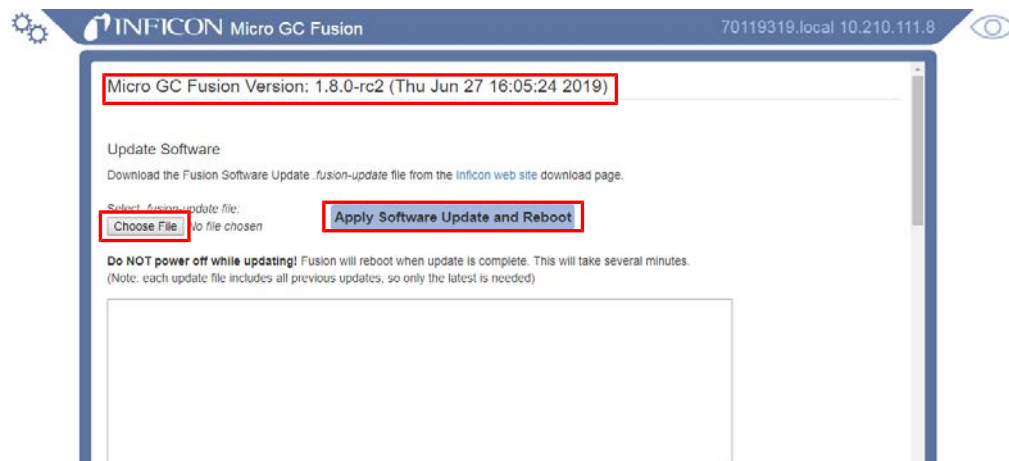 INFICON Micro GC Fusion
70119319.local 10.210.111.8
Micro GC Fusion Version: 1.8.0-rc2 (Thu Jun 27 16:05:24 2019)
Update Software
Download the Fusion Software Update .fusion-update file from the Inficon web site download page.
Select .fusion-update file:
Choose File No file chosen
Apply Software Update and Reboot
Do NOT power off while updating! Fusion will reboot when update is complete. This will take several minutes.
(Note: each update file includes all previous updates, so only the latest is needed)